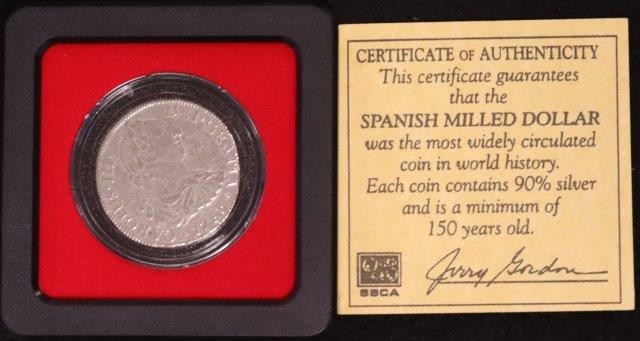 CERTIFICATE OF AUTHENTICITY
This certificate guarantees
that the
SPANISH MILLED DOLLAR
was the most widely circulated
coin in world history.
Each coin contains 90% silver
and is a minimum of
150 years old.
Jerry Gordon
SSCA